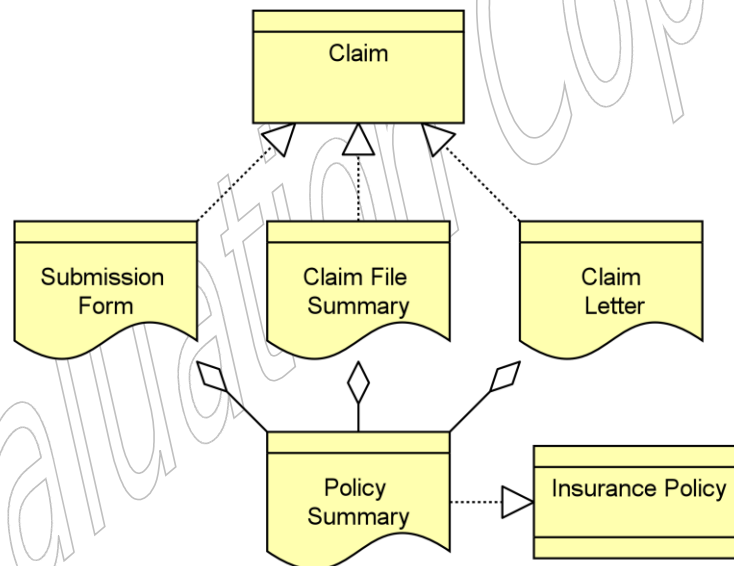 Claim
Submission
Form
Claim File
Summary
Claim
Letter
Policy
Summary
Insurance Policy